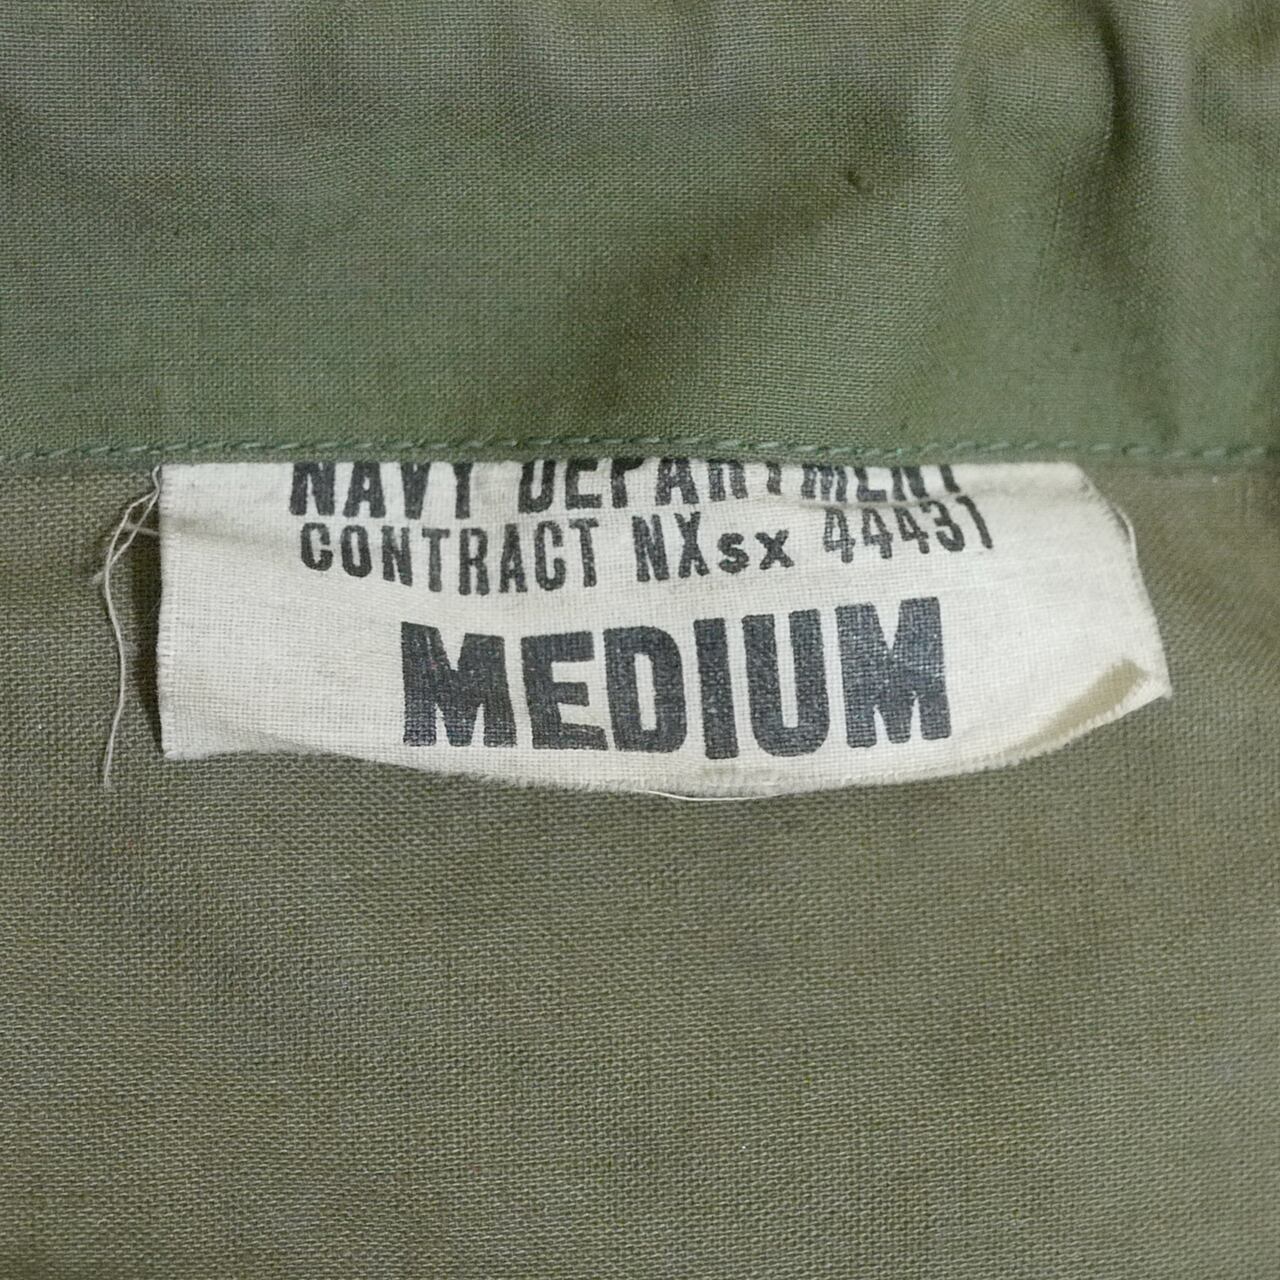 NAVY DEPARTMENT
CONTRACT NXsx 44431
MEDIUM